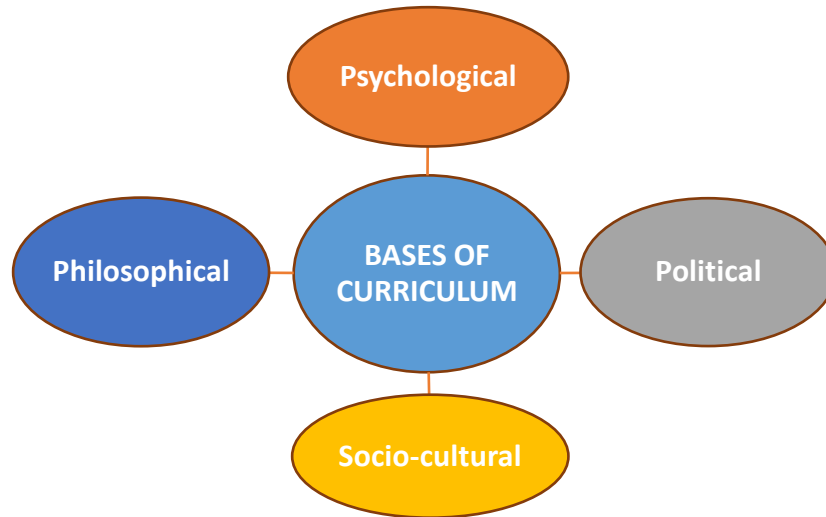 Psychological
Philosophical
BASES OF
CURRICULUM
Political
Socio-cultural